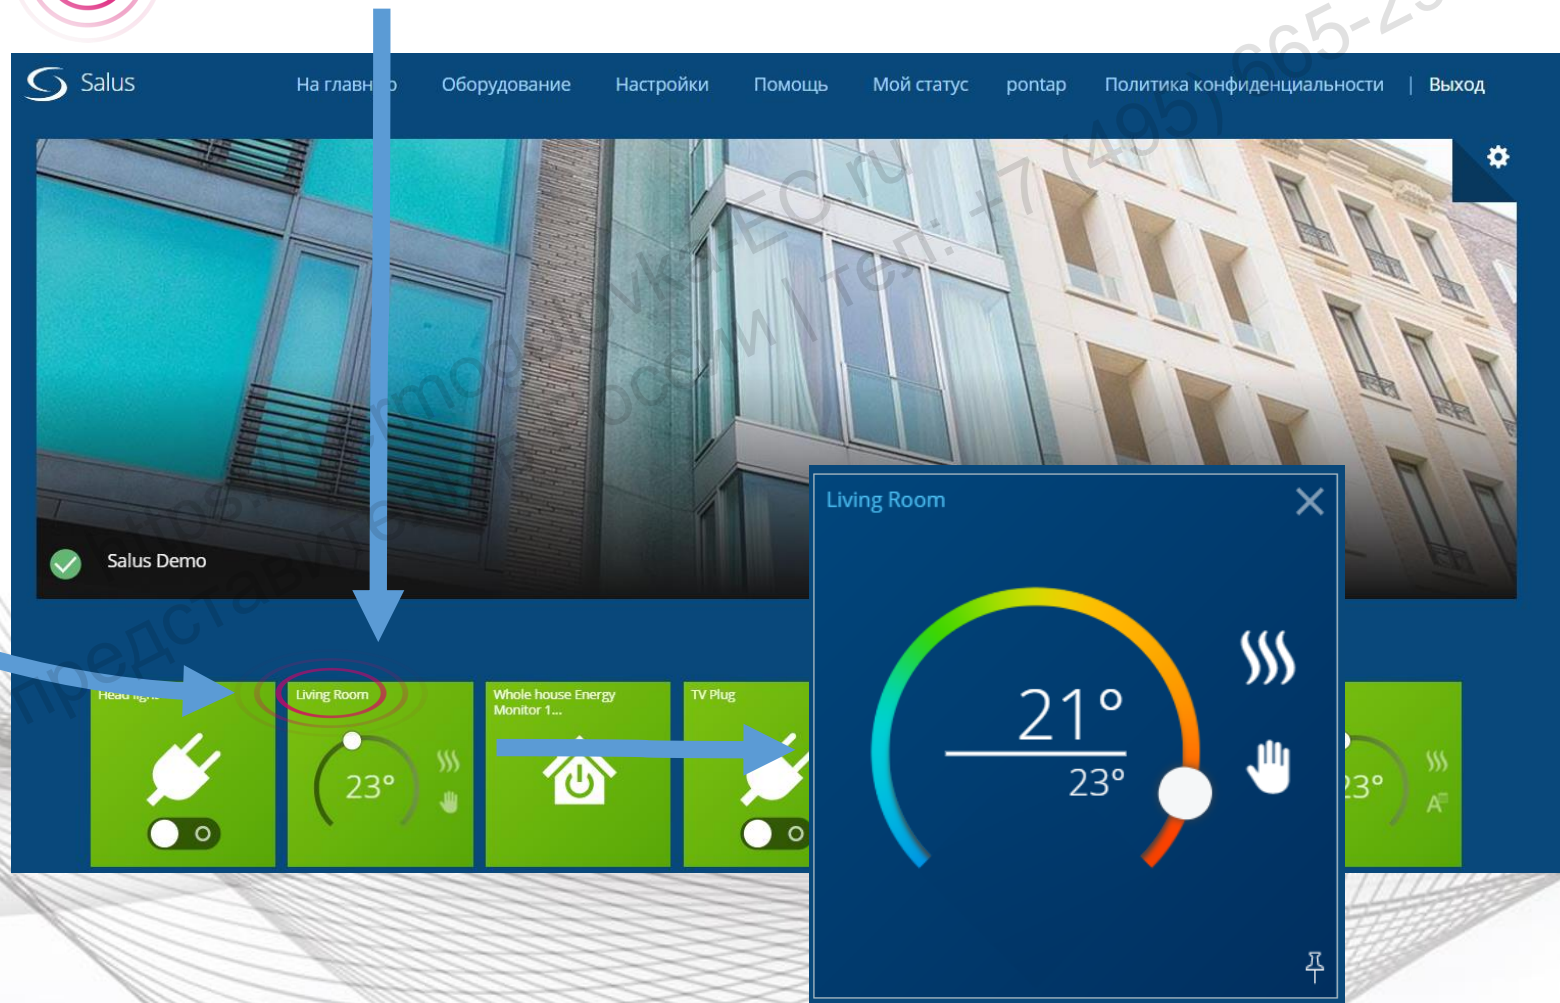 Salus
На главную
Оборудование
Настройки
Помощь
Мой статус
pontap
Политика конфиденциальности
|
Выход
Salus Demo
Living Room
21°
23°
Living Room
23°
Whole house Energy
Monitor 1...
TV Plug
23°
A